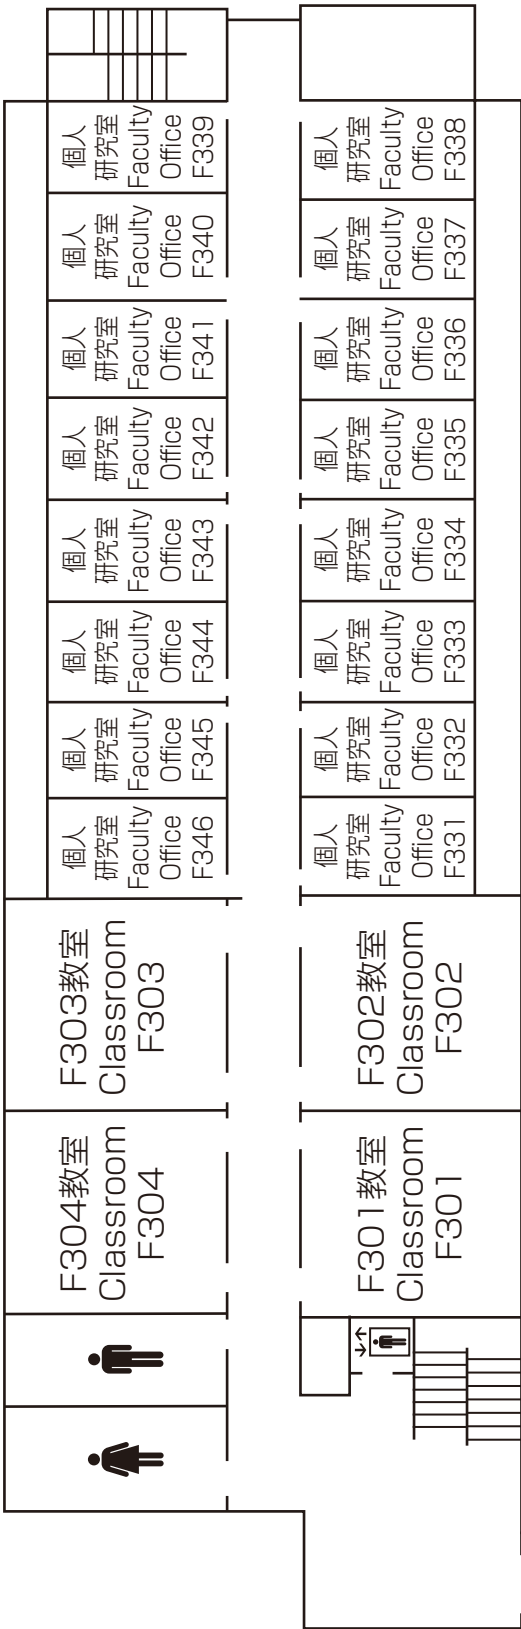 個人
研究室
Faculty
Office
F339
個人
研究室
Faculty
Office
F340
個人
研究室
Faculty
Office
F341
個人
研究室
Faculty
Office
F342
個人
研究室
Faculty
Office
F343
個人
研究室
Faculty
Office
F344
個人
研究室
Faculty
Office
F345
個人
研究室
Faculty
Office
F346
F303教室
Classroom
F303
F304教室
Classroom
F304
個人
研究室
Faculty
Office
F338
個人
研究室
Faculty
Office
F337
個人
研究室
Faculty
Office
F336
個人
研究室
Faculty
Office
F335
個人
研究室
Faculty
Office
F334
個人
研究室
Faculty
Office
F333
個人
研究室
Faculty
Office
F332
個人
研究室
Faculty
Office
F331
F302教室
Classroom
F302
F301教室
Classroom
F301